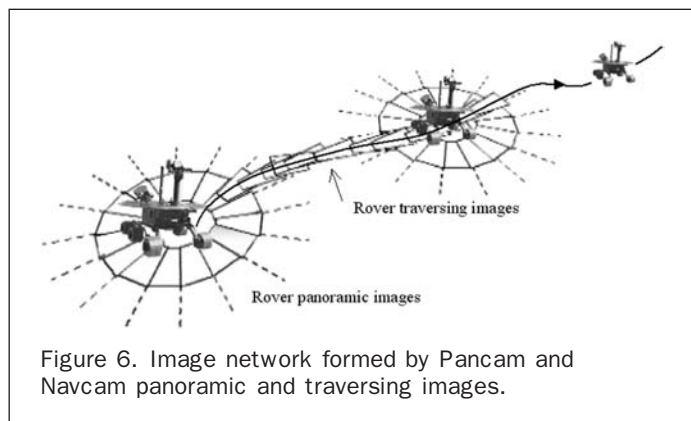 Rover traversing images
Rover panoramic images
Figure 6. Image network formed by Pancam and
Navcam panoramic and traversing images.